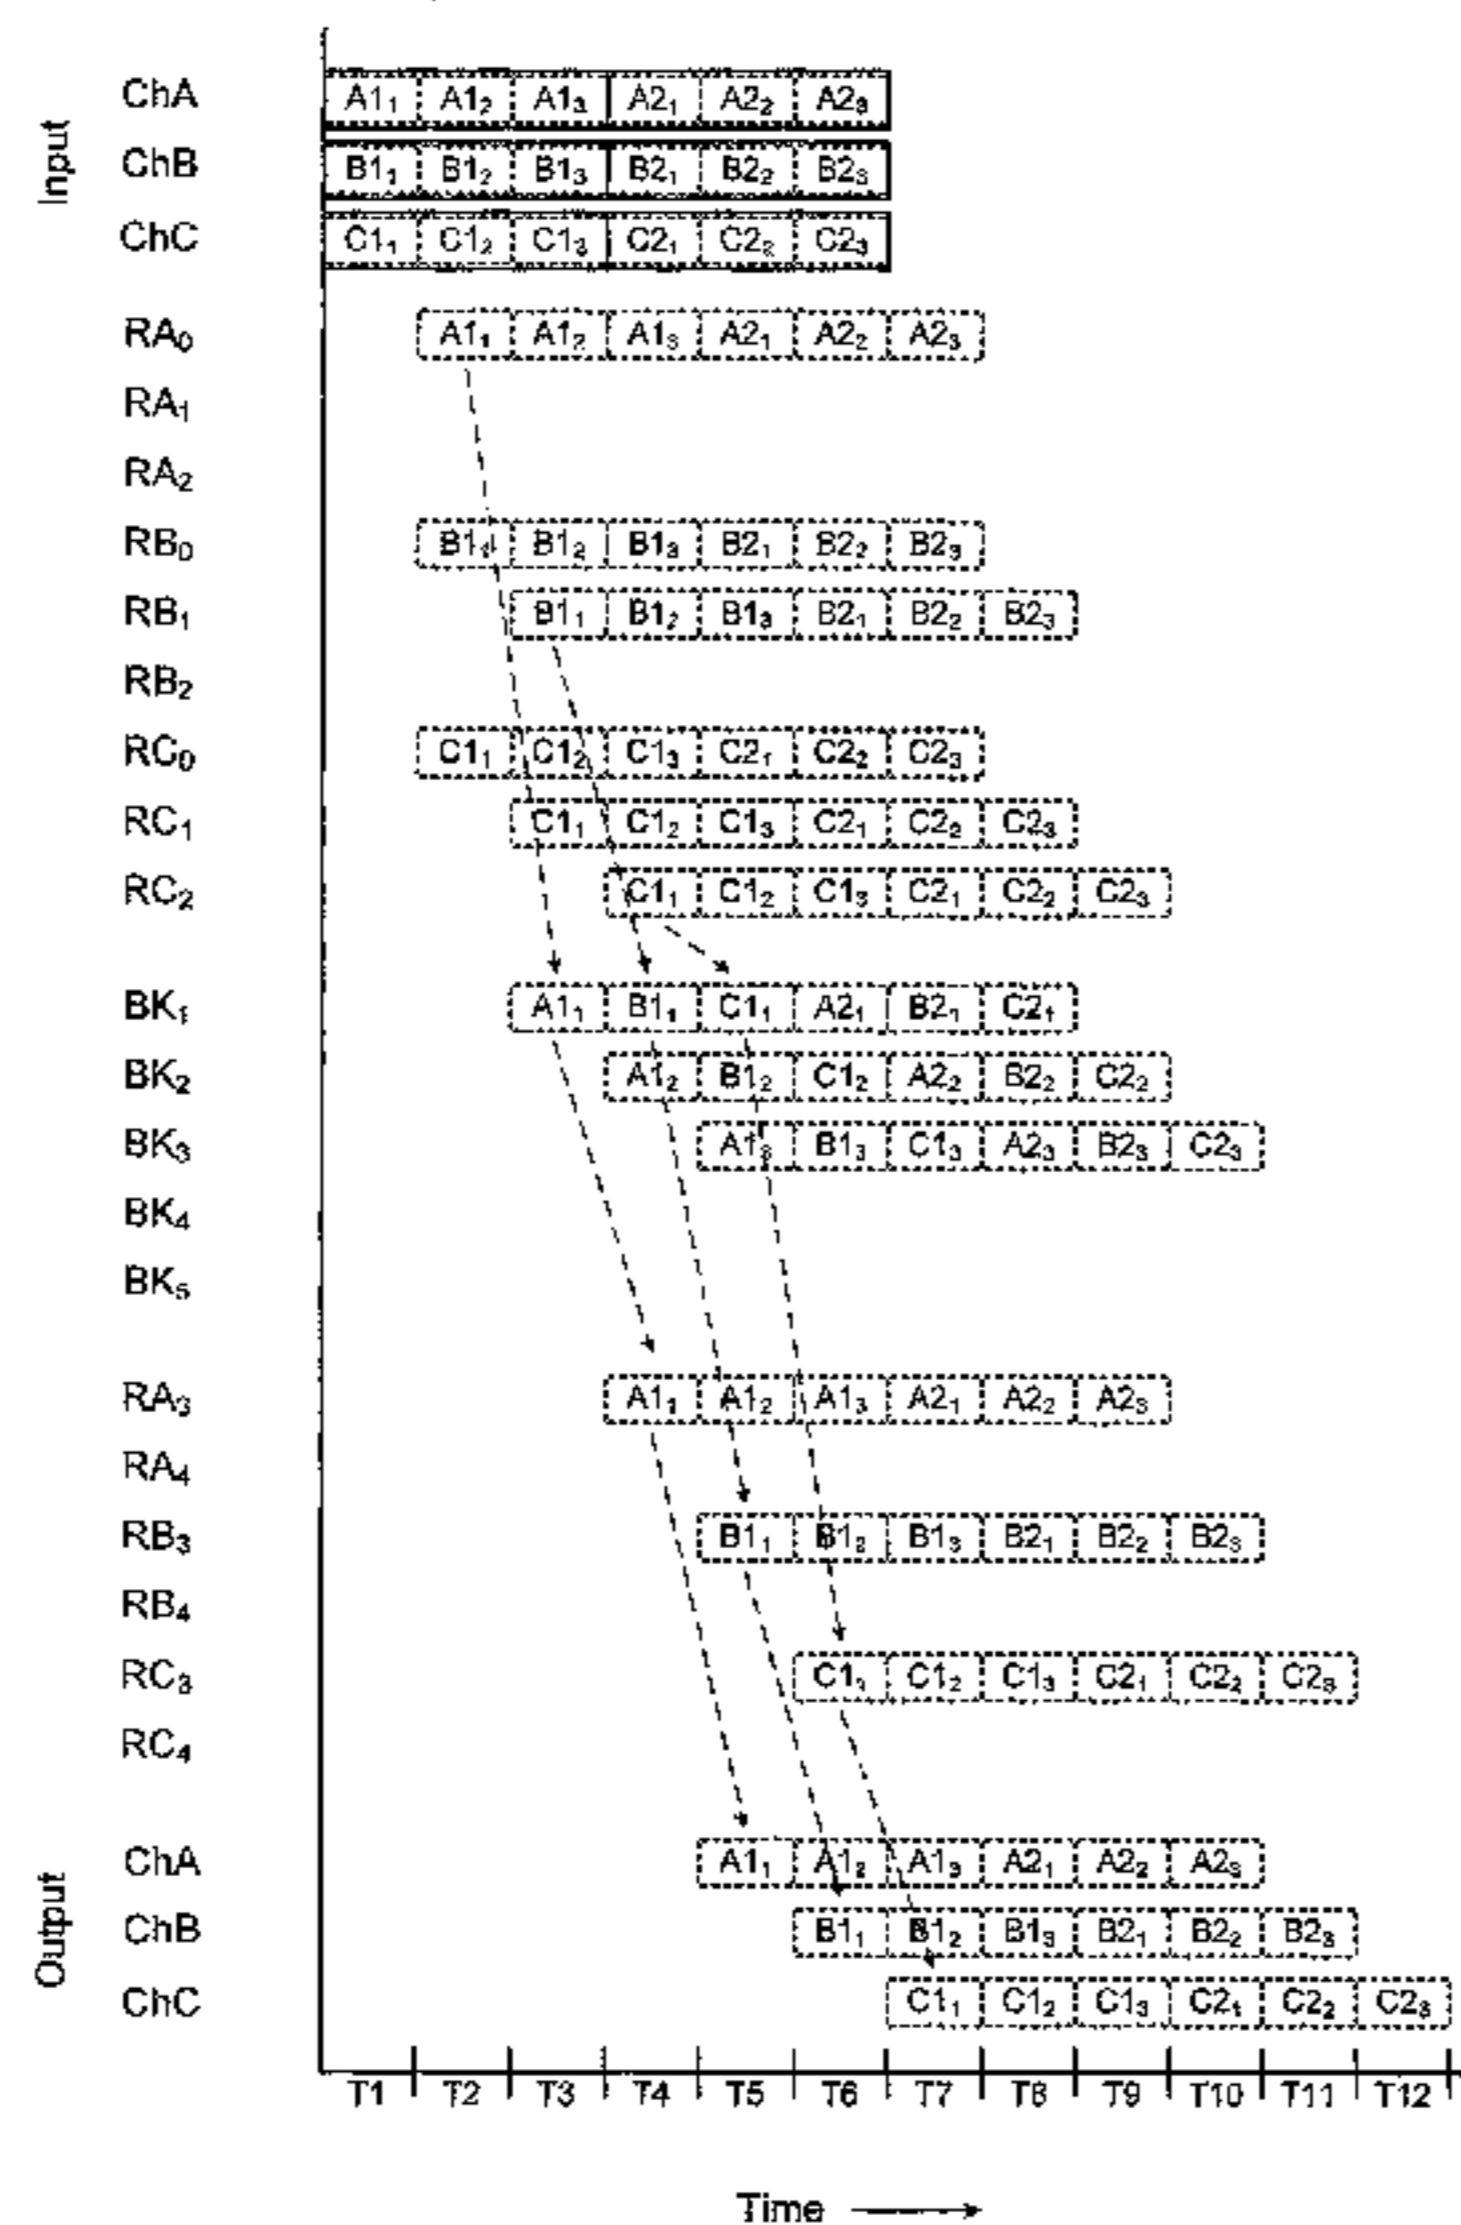 Input
ChA A1₁ A1₂ A1₃ A2₁ A2₂ A2₃
ChB B1₁ B1₂ B1₃ B2₁ B2₂ B2₃
ChC C1₁ C1₂ C1₃ C2₁ C2₂ C2₃
RA₀ A1₁ A1₂ A1₃ A2₁ A2₂ A2₃
RA₁
RA₂
RB₀ B1₁ B1₂ B1₃ B2₁ B2₂ B2₃
RB₁ B1₁ B1₂ B1₃ B2₁ B2₂ B2₃
RB₂
RC₀ C1₁ C1₂ C1₃ C2₁ C2₂ C2₃
RC₁ C1₁ C1₂ C1₃ C2₁ C2₂ C2₃
RC₂ C1₁ C1₂ C1₃ C2₁ C2₂ C2₃
BK₁ A1₁ B1₁ C1₁ A2₁ B2₁ C2₁
BK₂ A1₂ B1₂ C1₂ A2₂ B2₂ C2₂
BK₃ A1₃ B1₃ C1₃ A2₃ B2₃ C2₃
BK₄
BK₅
RA₃ A1₁ A1₂ A1₃ A2₁ A2₂ A2₃
RA₄
RB₃ B1₁ B1₂ B1₃ B2₁ B2₂ B2₃
RB₄
RC₃ C1₁ C1₂ C1₃ C2₁ C2₂ C2₃
RC₄
Output
ChA A1₁ A1₂ A1₃ A2₁ A2₂ A2₃
ChB B1₁ B1₂ B1₃ B2₁ B2₂ B2₃
ChC C1₁ C1₂ C1₃ C2₁ C2₂ C2₃
T1 T2 T3 T4 T5 T6 T7 T8 T9 T10 T11 T12
Time